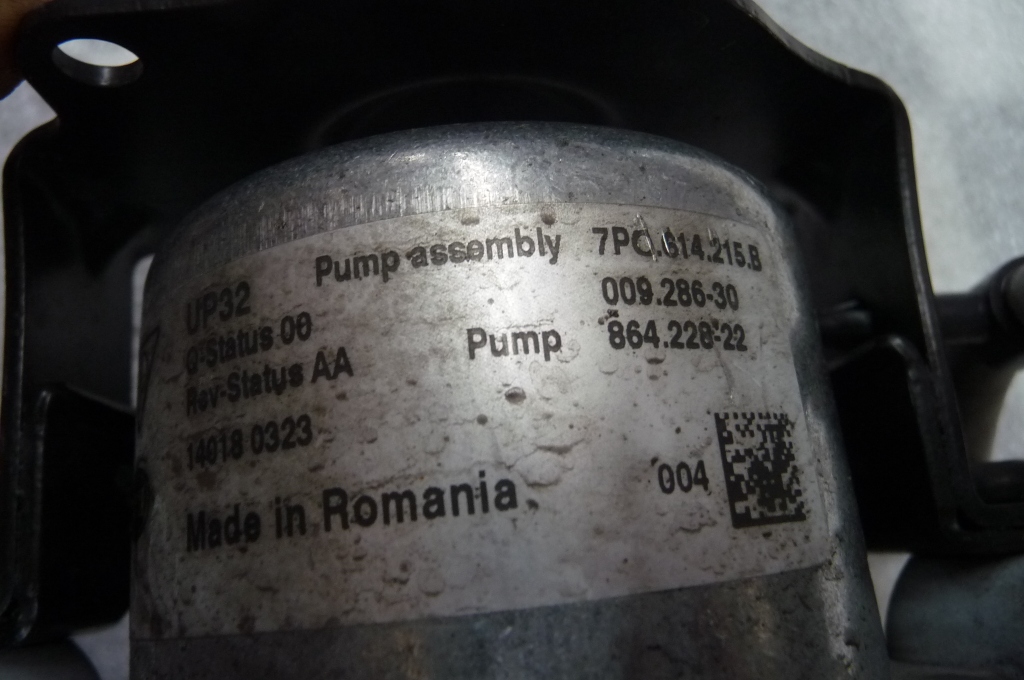 Pump assembly 7PC.614.215.B
UP32 009.286-30
Q-Status 00 Pump 864.228-22
Rev-Status AA
14018 0323
004
Made in Romania